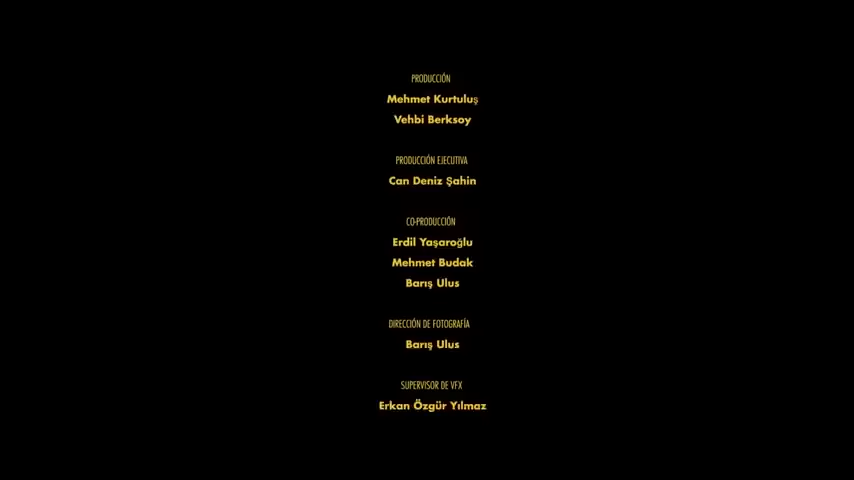 PRODUCCIÓN
Mehmet Kurtuluş
Vehbi Berksoy
PRODUCCIÓN EJECUTIVA
Can Deniz Şahin
CO-PRODUCCIÓN
Erdil Yaşaroğlu
Mehmet Budak
Barış Ulus
DIRECCIÓN DE FOTOGRAFÍA
Barış Ulus
SUPERVISOR DE VFX
Erkan Özgür Yılmaz